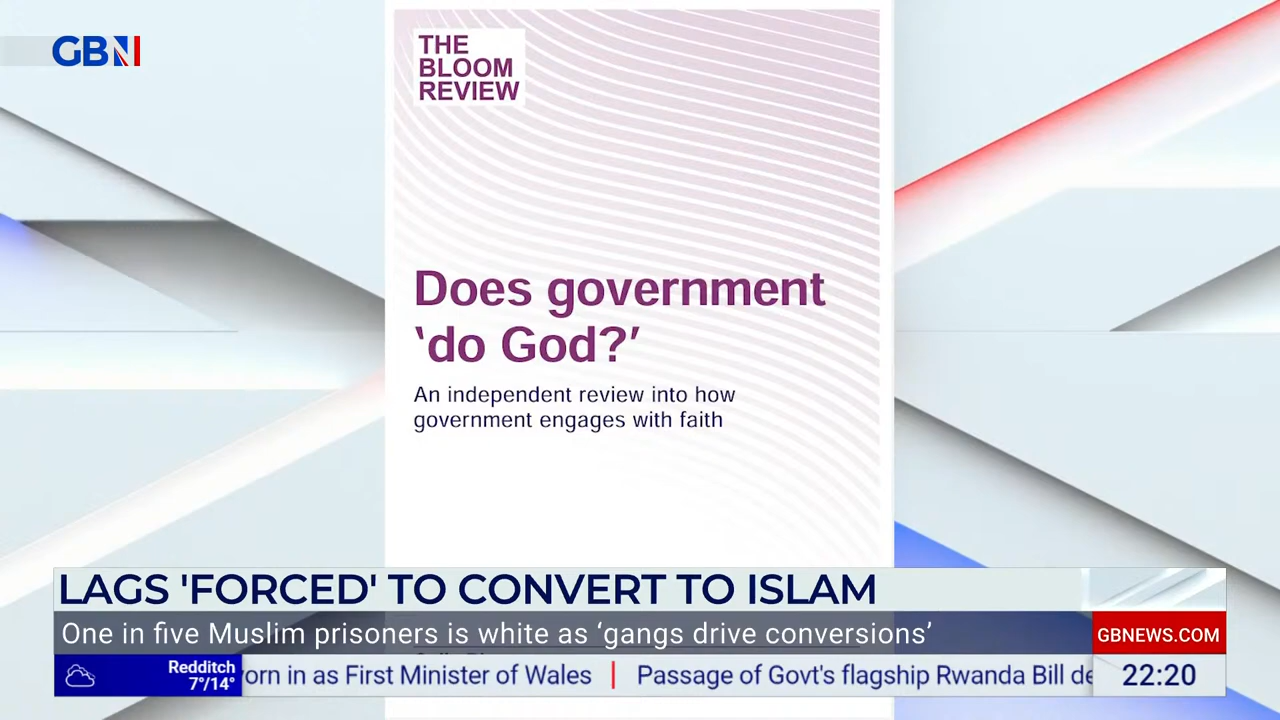 GBN
THE
BLOOM
REVIEW
Does government
‘do God?’
An independent review into how
government engages with faith
LAGS 'FORCED' TO CONVERT TO ISLAM
One in five Muslim prisoners is white as ‘gangs drive conversions’
GBNEWS.COM
Redditch
7°/14°
orn in as First Minister of Wales | Passage of Govt's flagship Rwanda Bill de
22:20